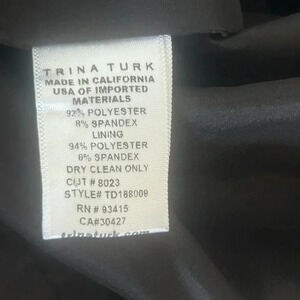 TRINA TURK
MADE IN CALIFORNIA
USA OF IMPORTED
MATERIALS
92% POLYESTER
8% SPANDEX
LINING
94% POLYESTER
6% SPANDEX
DRY CLEAN ONLY
CUT # 8023
STYLE# TD188009
RN # 93415
CA#30427
trinaturk.com